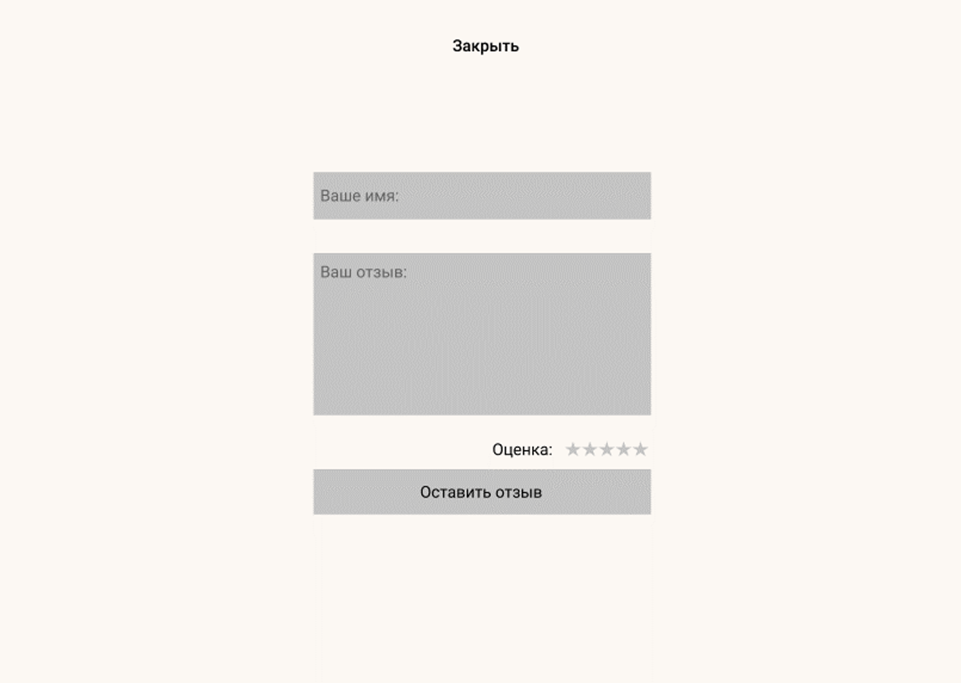 Закрыть
Ваше имя:
Ваш отзыв:
Оценка: ★★★★★
Оставить отзыв